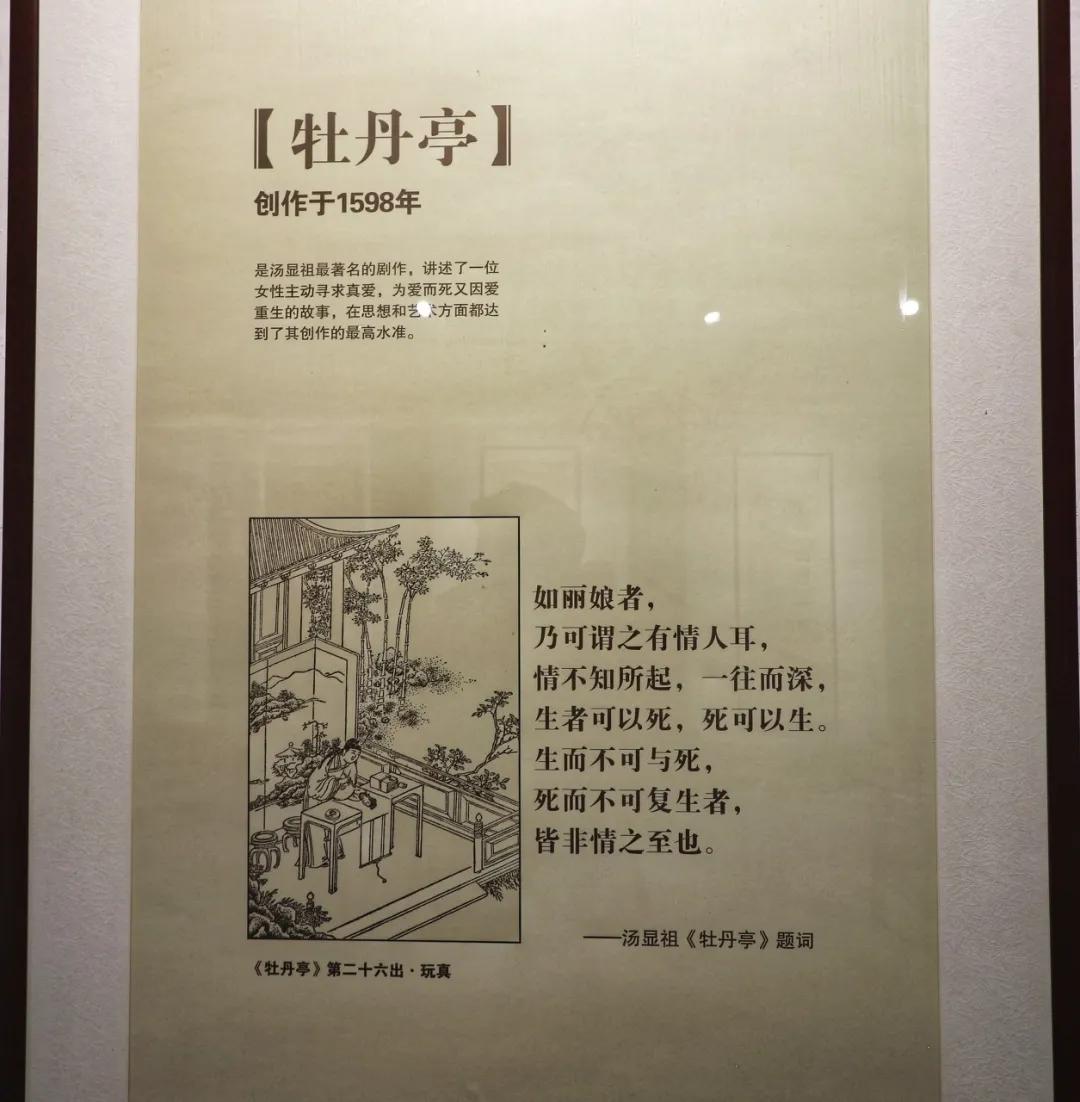 【牡丹亭】
创作于1598年
是汤显祖最著名的剧作，讲述了一位
女性主动寻求真爱，为爱而死又因爱
重生的故事，在思想和艺术方面都达
到了其创作的最高水准。
如丽娘者，
乃可谓之有情人耳，
情不知所起，一往而深，
生者可以死，死可以生。
生而不可与死，
死而不可复生者，
皆非情之至也。
——汤显祖《牡丹亭》题词
《牡丹亭》第二十六出·玩真